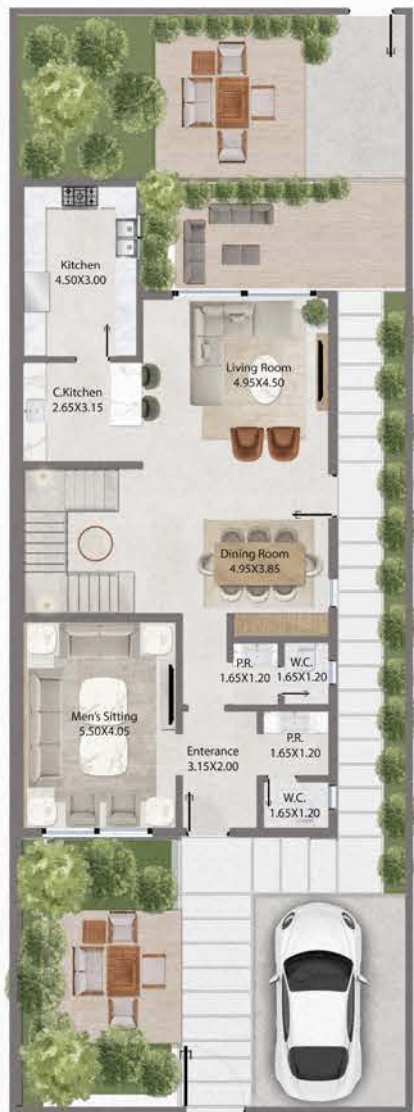 Kitchen
4.50X3.00
Living Room
4.95X4.50
C.Kitchen
2.65X3.15
Dining Room
4.95X3.85
P.R.
1.65X1.20
W.C.
1.65X1.20
Men's Sitting
5.50X4.05
Enterance
3.15X2.00
P.R.
1.65X1.20
W.C.
1.65X1.20